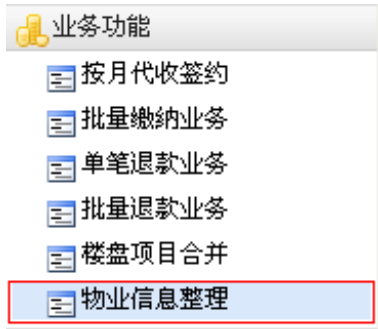 业务功能
按月代收签约
批量缴纳业务
单笔退款业务
批量退款业务
楼盘项目合并
物业信息整理